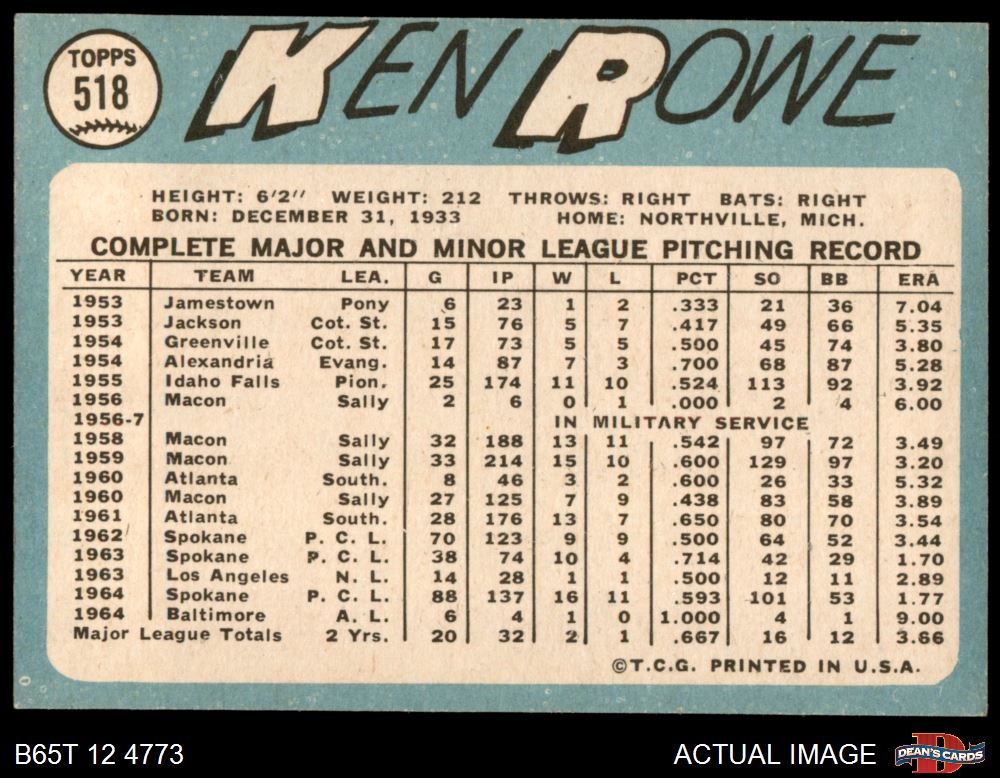 TOPPS
518
KEN ROWE
HEIGHT: 6'2" WEIGHT: 212 THROWS: RIGHT BATS: RIGHT
BORN: DECEMBER 31, 1933 HOME: NORTHVILLE, MICH.
COMPLETE MAJOR AND MINOR LEAGUE PITCHING RECORD
YEAR TEAM LEA. G IP W L PCT SO BB ERA
1953 Jamestown Pony 6 23 1 2 .333 21 36 7.04
1953 Jackson Cot. St. 15 76 5 7 .417 49 66 5.35
1954 Greenville Cot. St. 17 73 5 5 .500 45 74 3.80
1954 Alexandria Evang. 14 87 7 3 .700 68 87 5.28
1955 Idaho Falls Pion. 25 174 11 10 .524 113 92 3.92
1956 Macon Sally 2 6 0 1 .000 2 4 6.00
1956-7 IN MILITARY SERVICE
1958 Macon Sally 32 188 13 11 .542 97 72 3.49
1959 Macon Sally 33 214 15 10 .600 129 97 3.20
1960 Atlanta South. 8 46 3 2 .600 26 33 5.32
1960 Macon Sally 27 125 7 9 .438 83 58 3.89
1961 Atlanta South. 28 176 13 7 .650 80 70 3.54
1962 Spokane P. C. L. 70 123 9 9 .500 64 52 3.44
1963 Spokane P. C. L. 38 74 10 4 .714 42 29 1.70
1963 Los Angeles N. L. 14 28 1 1 .500 12 11 2.89
1964 Spokane P. C. L. 88 137 16 11 .593 101 53 1.77
1964 Baltimore A. L. 6 4 1 0 1.000 4 1 9.00
Major League Totals 2 Yrs. 20 32 2 1 .667 16 12 3.66
©T.C.G. PRINTED IN U.S.A.
B65T 12 4773 ACTUAL IMAGE DEAN'S CARDS